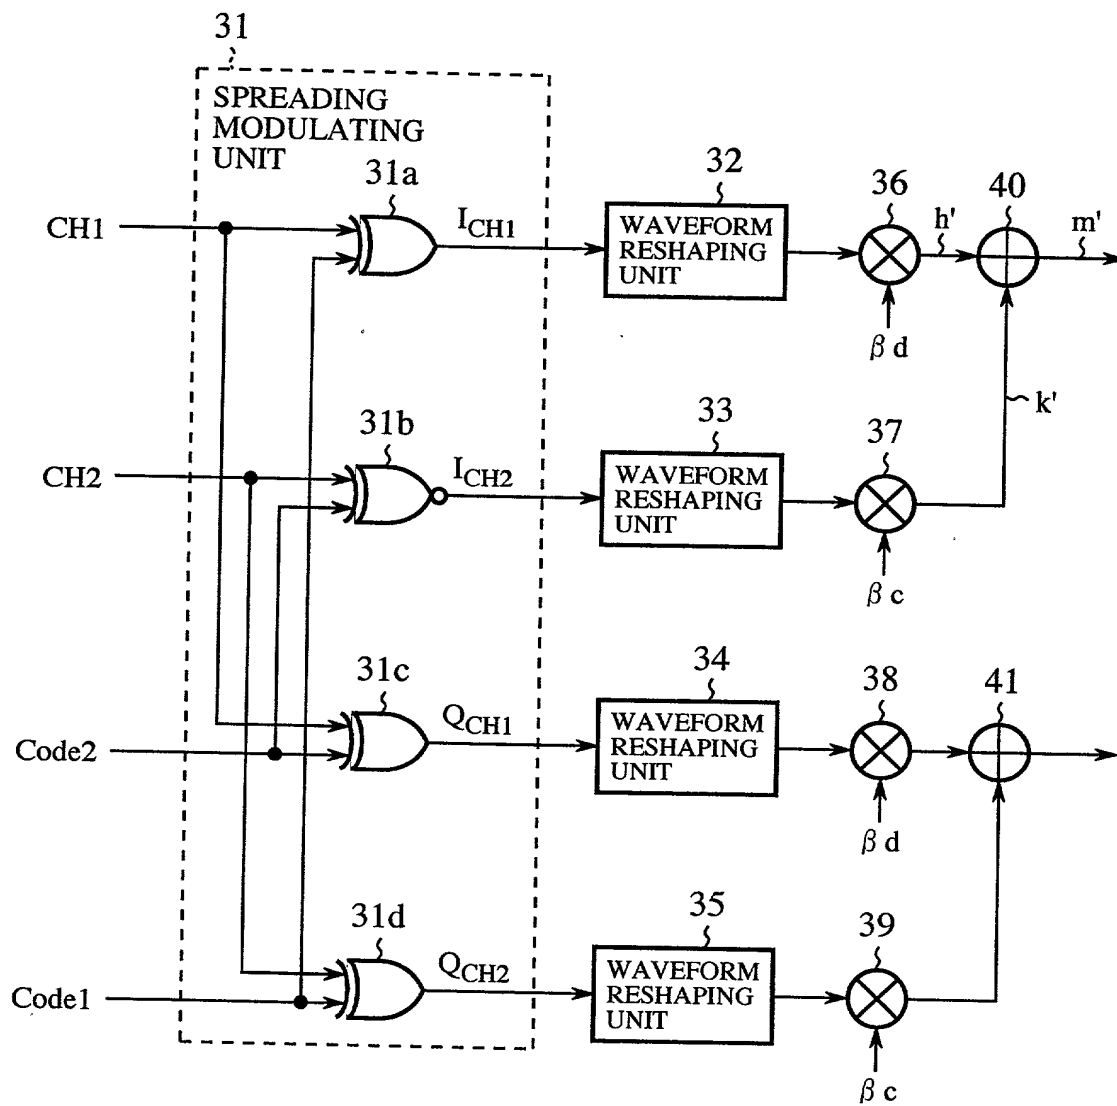 31
SPREADING
MODULATING
UNIT
31a
32
36
40
CH1
I_CH1
WAVEFORM
RESHAPING
UNIT
h'
m'
β d
31b
33
37
k'
CH2
I_CH2
WAVEFORM
RESHAPING
UNIT
β c
31c
34
38
41
Code2
Q_CH1
WAVEFORM
RESHAPING
UNIT
β d
31d
35
39
Code1
Q_CH2
WAVEFORM
RESHAPING
UNIT
β c